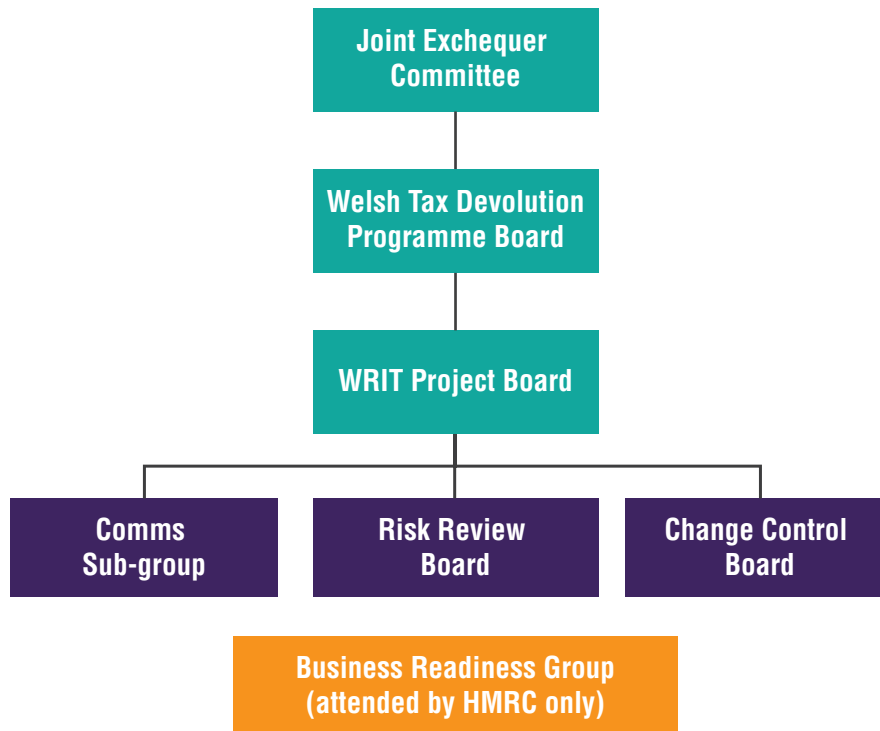 Joint Exchequer
Committee
Welsh Tax Devolution
Programme Board
WRIT Project Board
Comms
Sub-group
Risk Review
Board
Change Control
Board
Business Readiness Group
(attended by HMRC only)